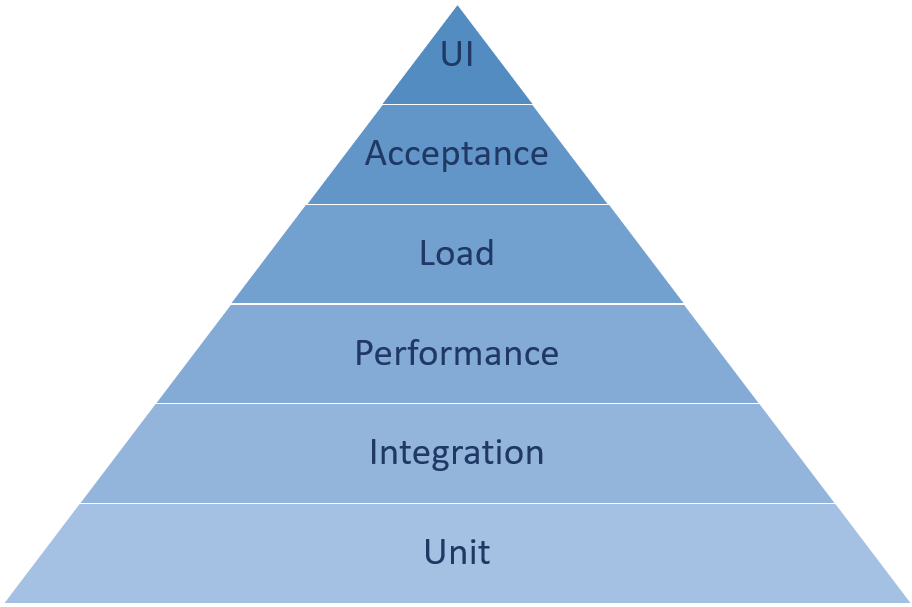 UI
Acceptance
Load
Performance
Integration
Unit